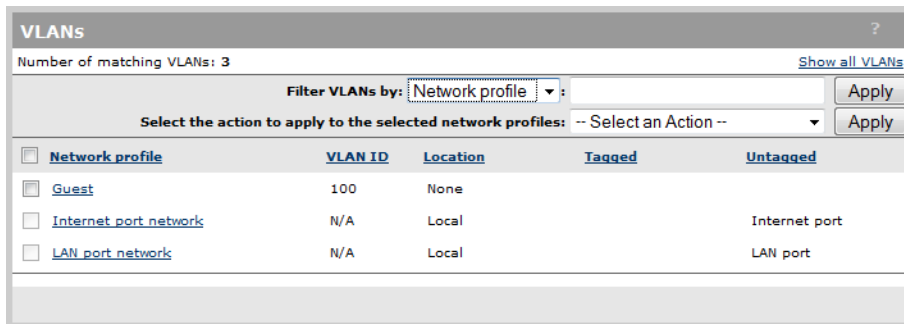 VLANs ?
Number of matching VLANs: 3 Show all VLANs
Filter VLANs by: Network profile : Apply
Select the action to apply to the selected network profiles: -- Select an Action -- Apply
Network profile VLAN ID Location Tagged Untagged
Guest 100 None
Internet port network N/A Local Internet port
LAN port network N/A Local LAN port